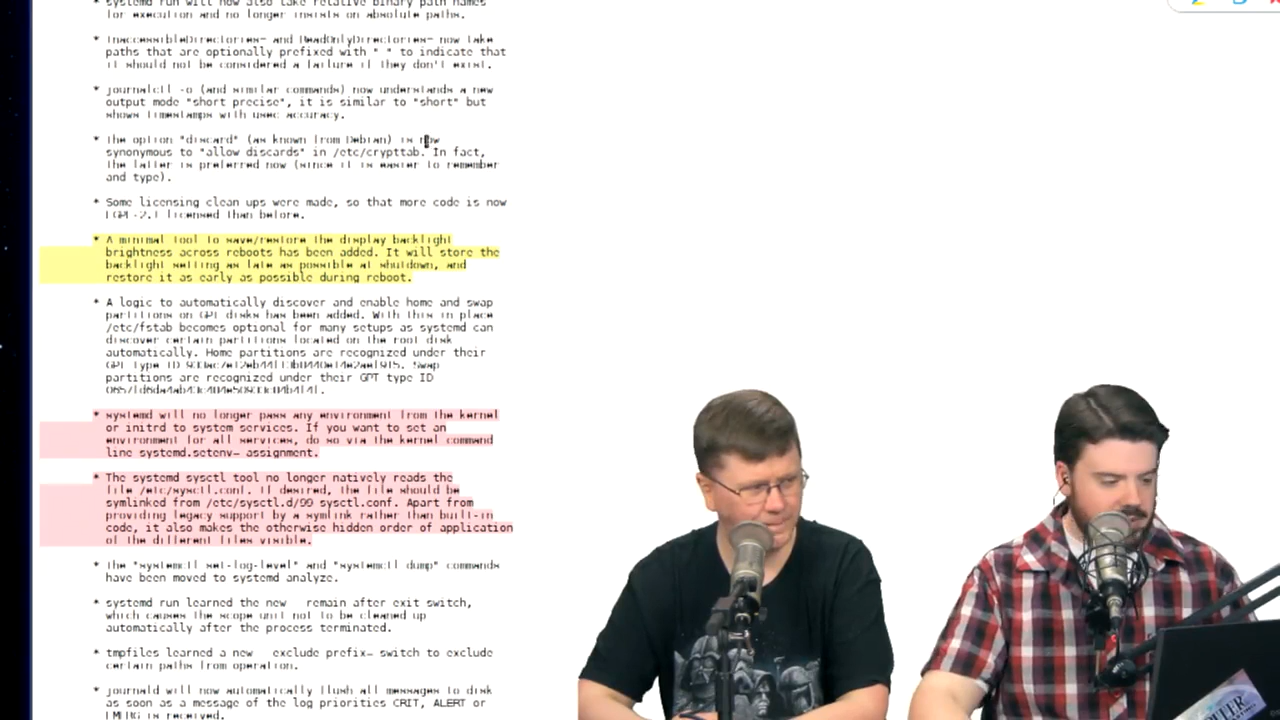 * systemd run will now also take relative binary path names
for execution and no longer insists on absolute paths.
* InaccessibleDirectories= and ReadOnlyDirectories= now take
paths that are optionally prefixed with " " to indicate that
it should not be considered a failure if they don't exist.
* journalctl -o (and similar commands) now understands a new
output mode "short precise", it is similar to "short" but
shows timestamps with usec accuracy.
* The option "discard" (as known from Debian) is now
synonymous to "allow discards" in /etc/crypttab. In fact,
the latter is preferred now (since it is easier to remember
and type).
* Some licensing clean ups were made, so that more code is now
LGPL-2.1 licensed than before.
* A minimal tool to save/restore the display backlight
brightness across reboots has been added. It will store the
backlight setting as late as possible at shutdown, and
restore it as early as possible during reboot.
* A logic to automatically discover and enable home and swap
partitions on GPT disks has been added. With this in place
/etc/fstab becomes optional for many setups as systemd can
discover certain partitions located on the root disk
automatically. Home partitions are recognized under their
GPT type ID
partitions are recognized under their GPT type ID
* systemd will no longer pass any environment from the kernel
or initrd to system services. If you want to set an
environment for all services, do so via the kernel command
line systemd.setenv= assignment.
* The systemd sysctl tool no longer natively reads the
file /etc/sysctl.conf. If desired, the file should be
symlinked from /etc/sysctl.d/99 sysctl.conf. Apart from
providing legacy support by a symlink rather than built-in
code, it also makes the otherwise hidden order of application
of the different files visible.
* The "systemctl set-log-level" and "systemctl dump" commands
have been moved to systemd analyze.
* systemd run learned the new remain after exit switch,
which causes the scope unit not to be cleaned up
automatically after the process terminated.
* tmpfiles learned a new exclude prefix= switch to exclude
certain paths from operation.
* journald will now automatically flush all messages to disk
as soon as a message of the log priorities CRIT, ALERT or
EMERG is received.